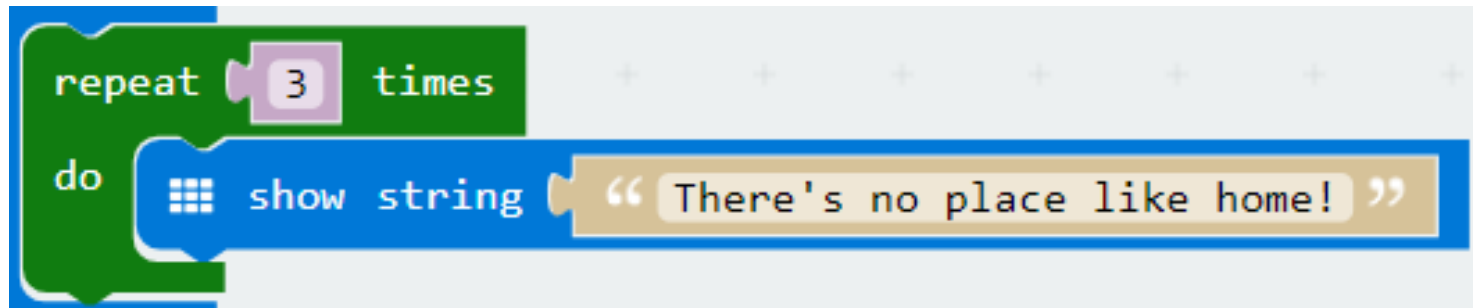 repeat 3 times
do show string “ There's no place like home! ”